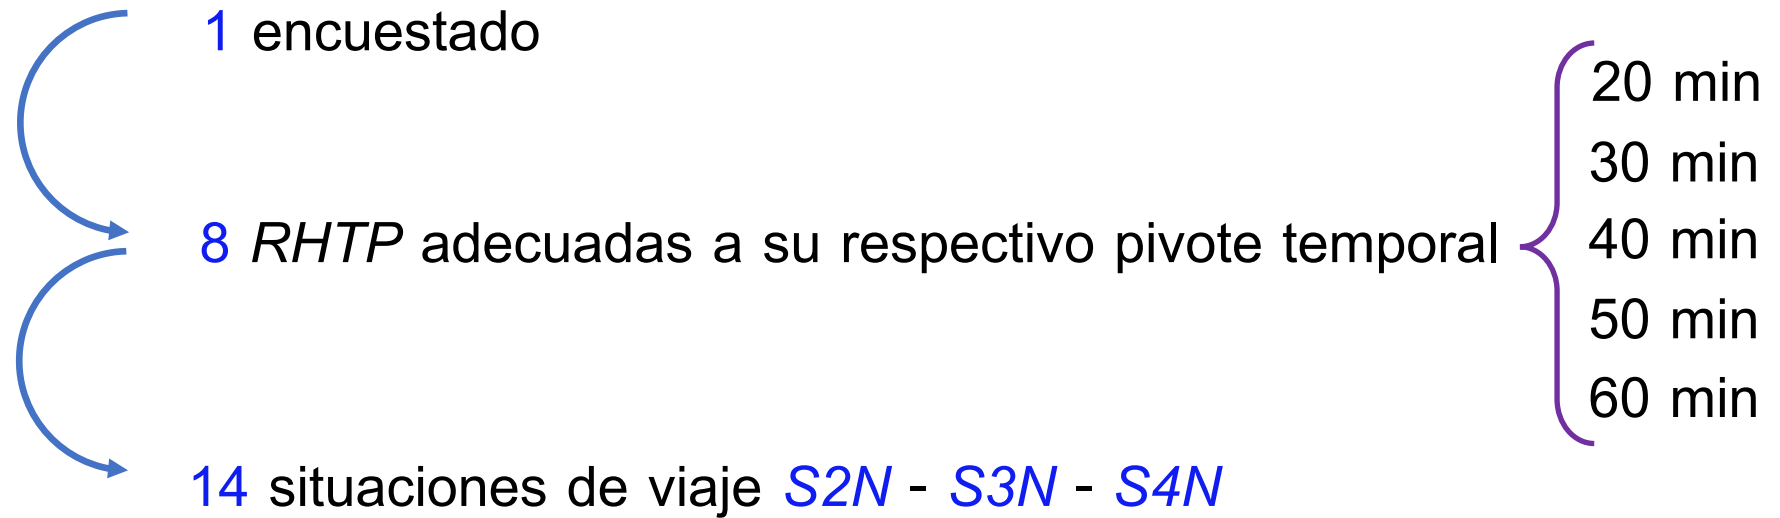 1 encuestado
8 RHTP adecuadas a su respectivo pivote temporal
20 min
30 min
40 min
50 min
60 min
14 situaciones de viaje S2N - S3N - S4N